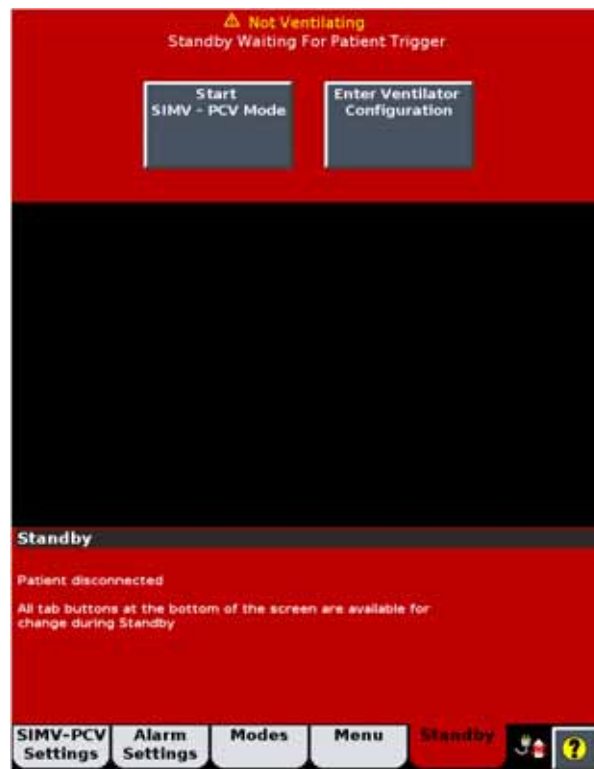 ⚠ Not Ventilating
Standby Waiting For Patient Trigger
Start
SIMV - PCV Mode
Enter Ventilator
Configuration
Standby
Patient disconnected
All tab buttons at the bottom of the screen are available for
change during Standby
SIMV-PCV
Settings
Alarm
Settings
Modes
Menu
Standby
?